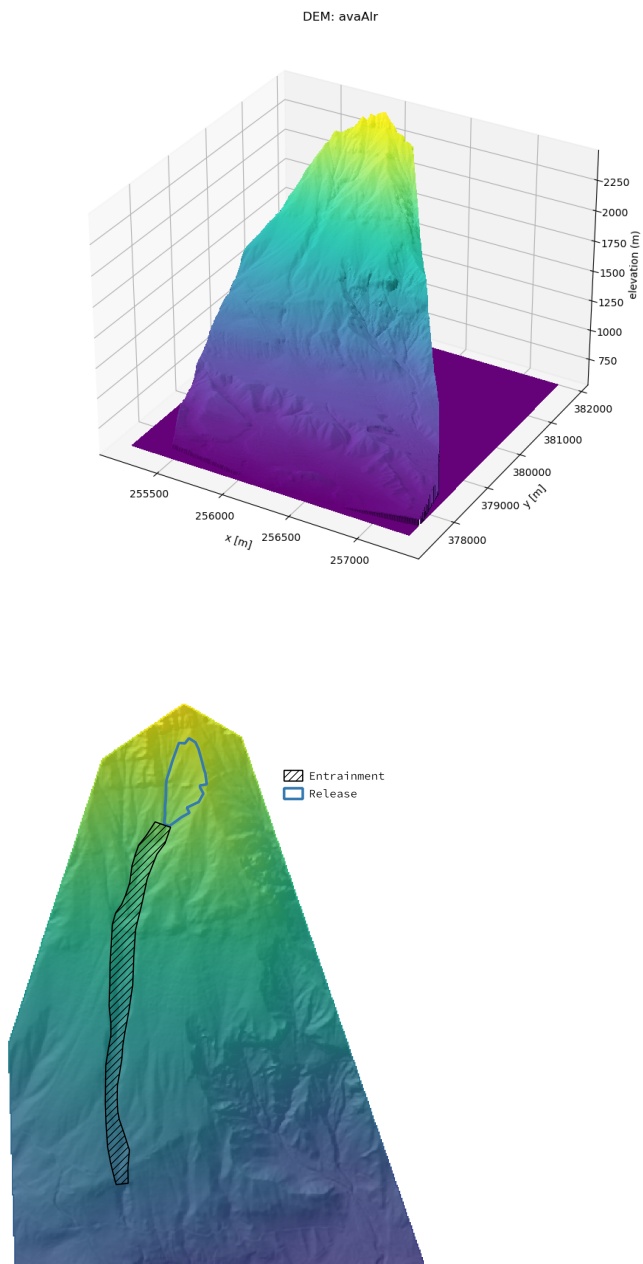 DEM: avaAlr
2250
2000
1750
1500
1250
1000
750
elevation (m)
382000
381000
380000
379000
378000
y [m]
255500
256000
256500
257000
x [m]
Entrainment
Release